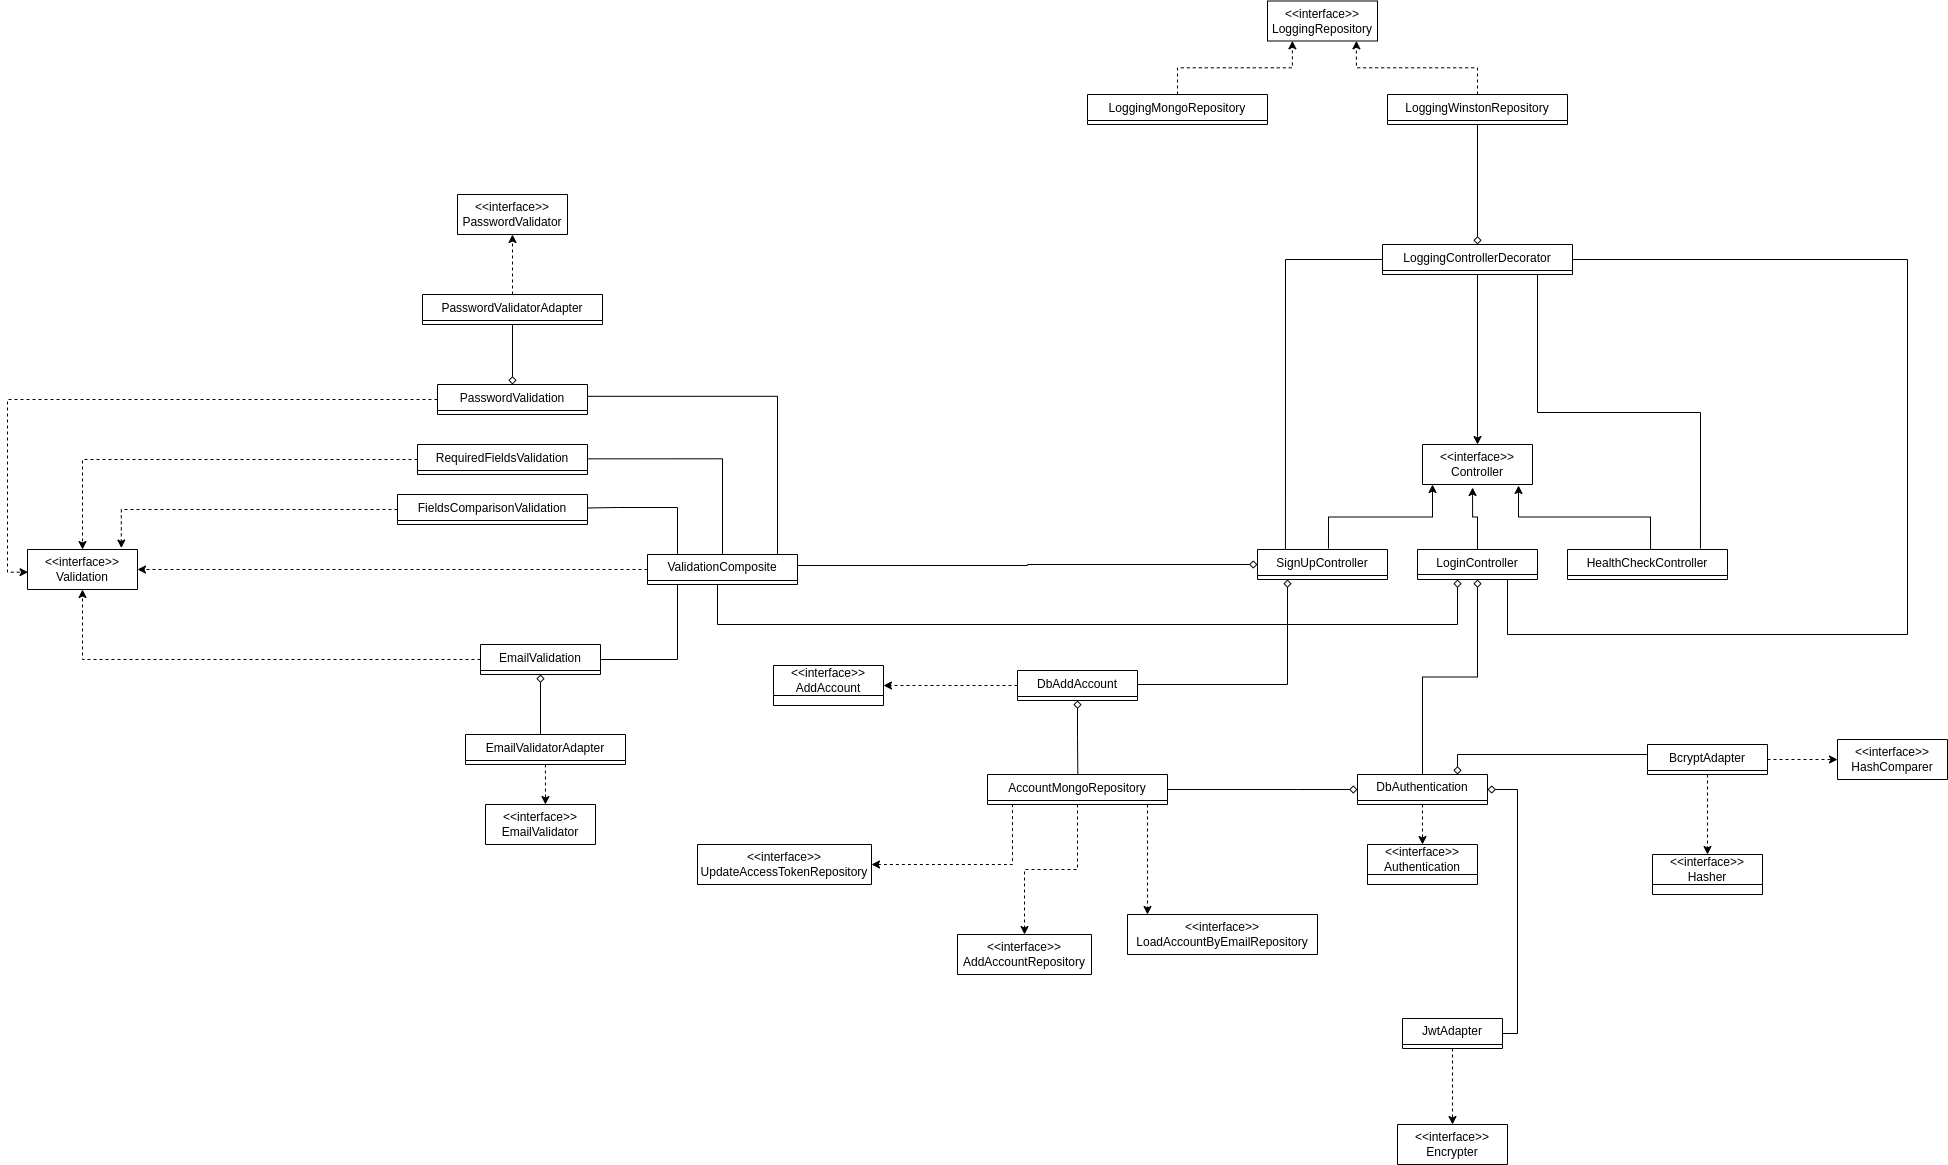 <<interface>>
LoggingRepository
LoggingMongoRepository
LoggingWinstonRepository
<<interface>>
PasswordValidator
LoggingControllerDecorator
PasswordValidatorAdapter
PasswordValidation
RequiredFieldsValidation
<<interface>>
Controller
FieldsComparisonValidation
<<interface>>
Validation
ValidationComposite
SignUpController
LoginController
HealthCheckController
EmailValidation
<<interface>>
AddAccount
DbAddAccount
EmailValidatorAdapter
BcryptAdapter
<<interface>>
HashComparer
AccountMongoRepository
DbAuthentication
<<interface>>
EmailValidator
<<interface>>
UpdateAccessTokenRepository
<<interface>>
Authentication
<<interface>>
Hasher
<<interface>>
AddAccountRepository
<<interface>>
LoadAccountByEmailRepository
JwtAdapter
<<interface>>
Encrypter